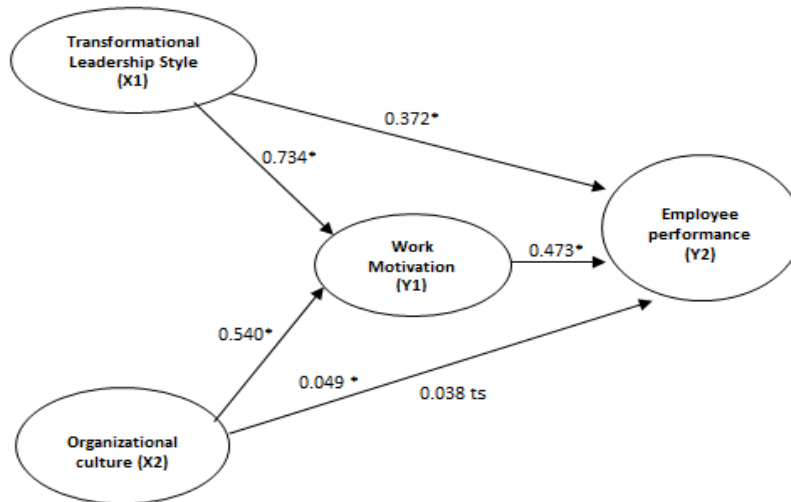 Transformational
Leadership Style
(X1)
0.372*
0.734*
Employee
performance
(Y2)
Work
Motivation
(Y1)
0.473*
0.540*
0.049 *
0.038 ts
Organizational
culture (X2)